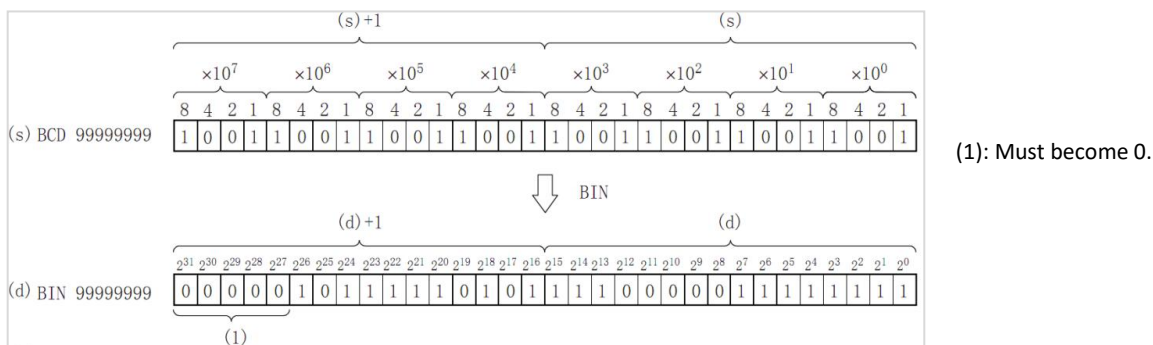 (s)+1 (s)
×10⁷ ×10⁶ ×10⁵ ×10⁴ ×10³ ×10² ×10¹ ×10⁰
8 4 2 1 8 4 2 1 8 4 2 1 8 4 2 1 8 4 2 1 8 4 2 1 8 4 2 1 8 4 2 1
(s) BCD 99999999 1 0 0 1 1 0 0 1 1 0 0 1 1 0 0 1 1 0 0 1 1 0 0 1 1 0 0 1 1 0 0 1
(1): Must become 0.
BIN
(d)+1 (d)
2³¹ 2³⁰ 2²⁹ 2²⁸ 2²⁷ 2²⁶ 2²⁵ 2²⁴ 2²³ 2²² 2²¹ 2²⁰ 2¹⁹ 2¹⁸ 2¹⁷ 2¹⁶ 2¹⁵ 2¹⁴ 2¹³ 2¹² 2¹¹ 2¹⁰ 2⁹ 2⁸ 2⁷ 2⁶ 2⁵ 2⁴ 2³ 2² 2¹ 2⁰
(d) BIN 99999999 0 0 0 0 0 1 0 1 1 1 1 1 0 1 0 1 1 1 1 0 0 0 0 0 1 1 1 1 1 1 1 1
(1)